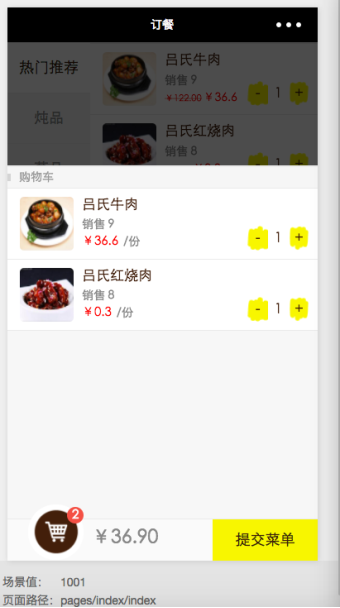 订餐
热门推荐
吕氏牛肉
销售 9
￥122.00 ￥36.6
- 1 +
炖品
吕氏红烧肉
销售 8
- 1 +
购物车
吕氏牛肉
销售 9
￥36.6 /份
- 1 +
吕氏红烧肉
销售 8
￥0.3 /份
- 1 +
2
￥36.90
提交菜单
场景值: 1001
页面路径: pages/index/index